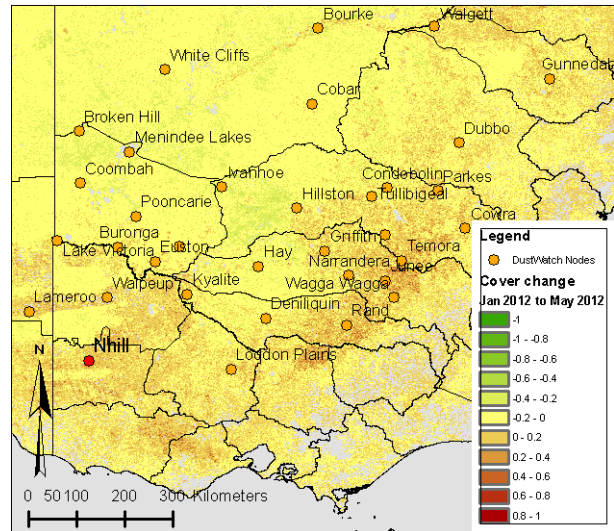 Bourke
Walgett
White Cliffs
Gunnedah
Cobar
Broken Hill
Dubbo
Menindee Lakes
Coombah
Ivanhoe
Condobolin
Parkes
Tullibigeal
Pooncarie
Hillston
Cowra
Buronga
Griffith
Lake Victoria
Euston
Hay
Temora
Narrandera
Junee
Lameroo
Walpeup
Kyalite
Wagga Wagga
Deniliquin
Rand
Nhill
Loddon Plains
N
0 50 100 200 300 Kilometers
Legend
DustWatch Nodes
Cover change
Jan 2012 to May 2012
-1
-1 - -0.8
-0.8 - -0.6
-0.6 - -0.4
-0.4 - -0.2
-0.2 - 0
0 - 0.2
0.2 - 0.4
0.4 - 0.6
0.6 - 0.8
0.8 - 1